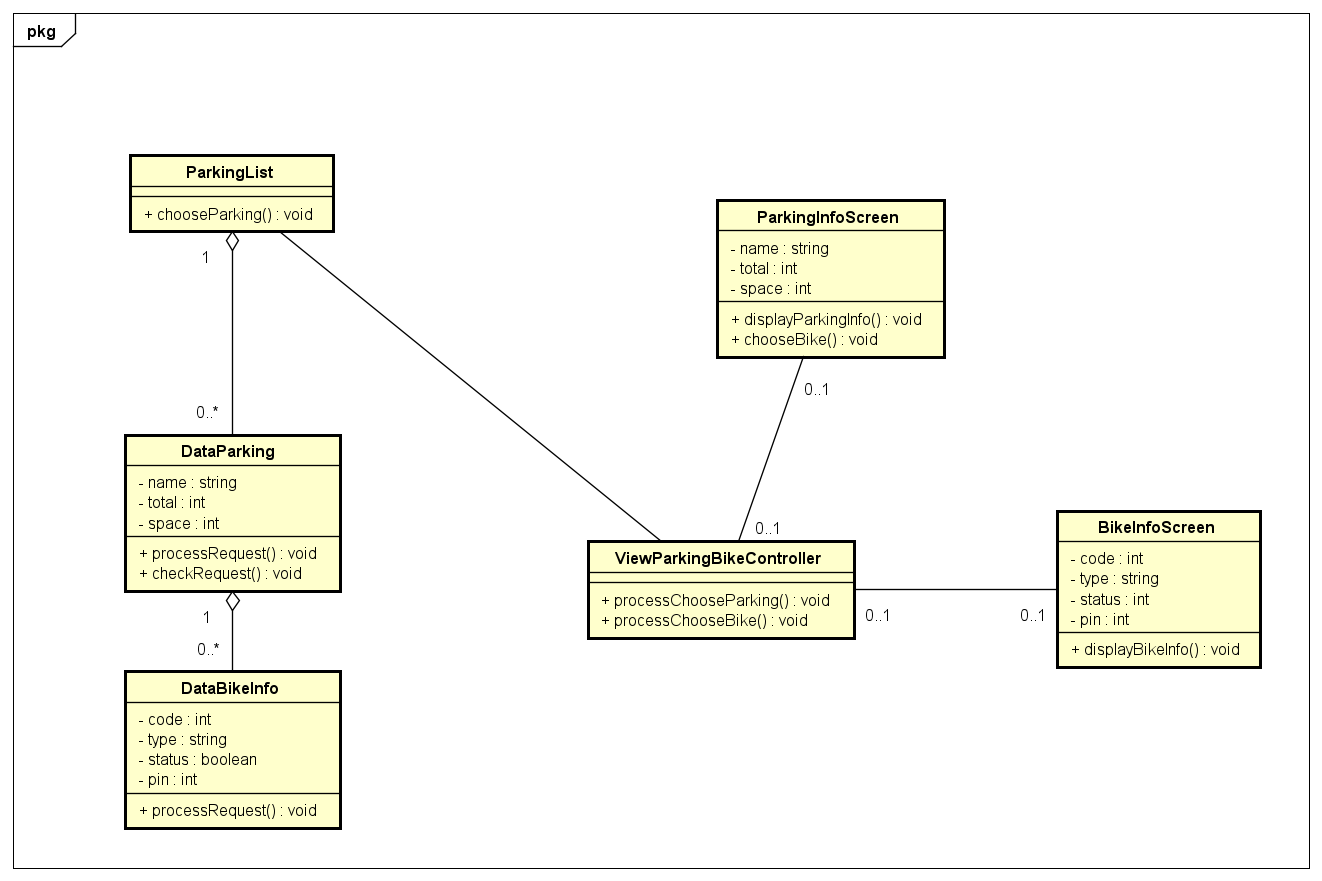 pkg
ParkingList
+ chooseParking() : void
1
0..*
DataParking
- name : string
- total : int
- space : int
+ processRequest() : void
+ checkRequest() : void
1
0..*
DataBikeInfo
- code : int
- type : string
- status : boolean
- pin : int
+ processRequest() : void
ParkingInfoScreen
- name : string
- total : int
- space : int
+ displayParkingInfo() : void
+ chooseBike() : void
0..1
0..1
ViewParkingBikeController
+ processChooseParking() : void
+ processChooseBike() : void
0..1
0..1
BikeInfoScreen
- code : int
- type : string
- status : int
- pin : int
+ displayBikeInfo() : void